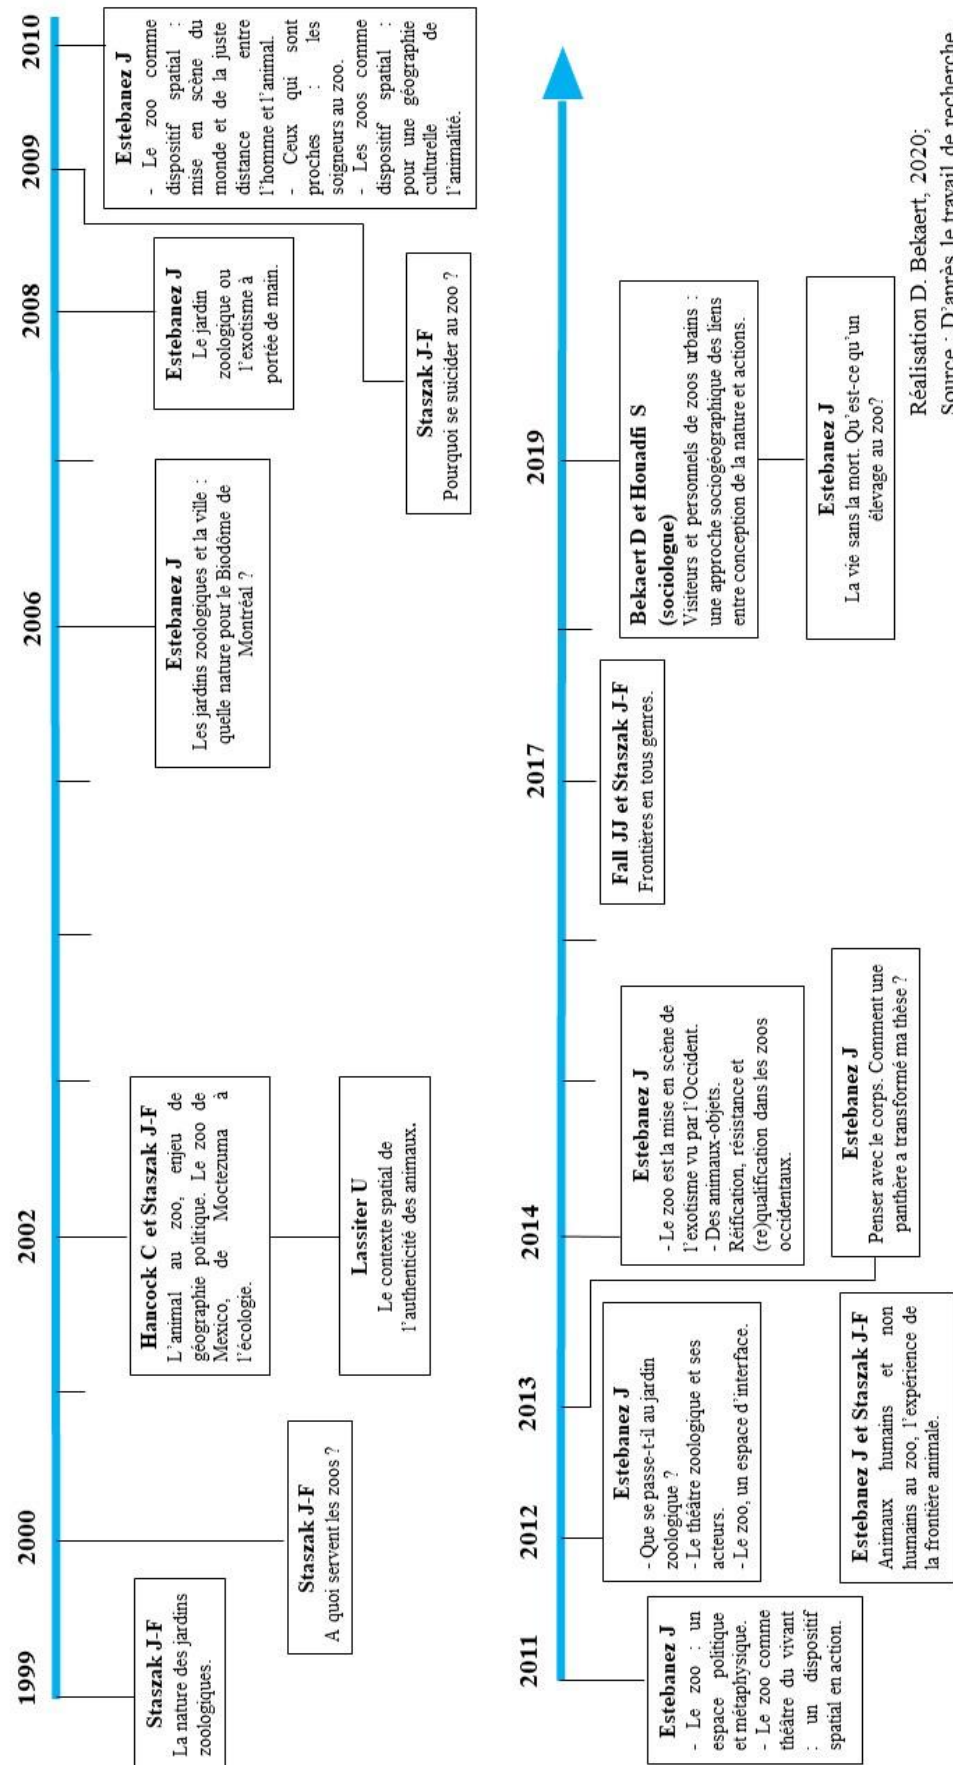 1999
2000
2002
2006
2008
2009
2010
Staszak J-F
La nature des jardins
zoologiques.
Staszak J-F
A quoi servent les zoos ?
Hancock C et Staszak J-F
L'animal au zoo, enjeu de
géographie politique. Le zoo de
Mexico, de Moctezuma à
l'écologie.
Lassiter U
Le contexte spatial de
l'authenticité des animaux.
Estebanez J
Les jardins zoologiques et la ville :
quelle nature pour le Biodôme de
Montréal ?
Estebanez J
Le jardin
zoologique ou
l'exotisme à
portée de main.
Staszak J-F
Pourquoi se suicider au zoo ?
Estebanez J
- Le zoo comme
dispositif spatial :
mise en scène du
monde et de la juste
distance entre
l'homme et l'animal.
- Ceux qui sont
proches : les
soigneurs au zoo.
- Les zoos comme
dispositif spatial :
pour une géographie
culturelle de
l'animalité.
2011
2012
2013
2014
2017
2019
Estebanez J
- Le zoo : un
espace politique
et métaphysique.
- Le zoo comme
théâtre du vivant
: un dispositif
spatial en action.
Estebanez J
- Que se passe-t-il au jardin
zoologique ?
- Le théâtre zoologique et ses
acteurs.
- Le zoo, un espace d'interface.
Estebanez J et Staszak J-F
Animaux humains et non
humains au zoo, l'expérience de
la frontière animale.
Estebanez J
- Le zoo est la mise en scène de
l'exotisme vu par l'Occident.
- Des animaux-objets.
Réification, résistance et
(re)qualification dans les zoos
occidentaux.
Estebanez J
Penser avec le corps. Comment une
panthère a transformé ma thèse ?
Fall JJ et Staszak J-F
Frontières en tous genres.
Bekaert D et Houadfi S
(sociologue)
Visiteurs et personnels de zoos urbains :
une approche sociogéographique des liens
entre conception de la nature et actions.
Estebanez J
La vie sans la mort. Qu'est-ce qu'un
élevage au zoo?
Réalisation D. Bekaert, 2020;
Source : D'après le travail de recherche